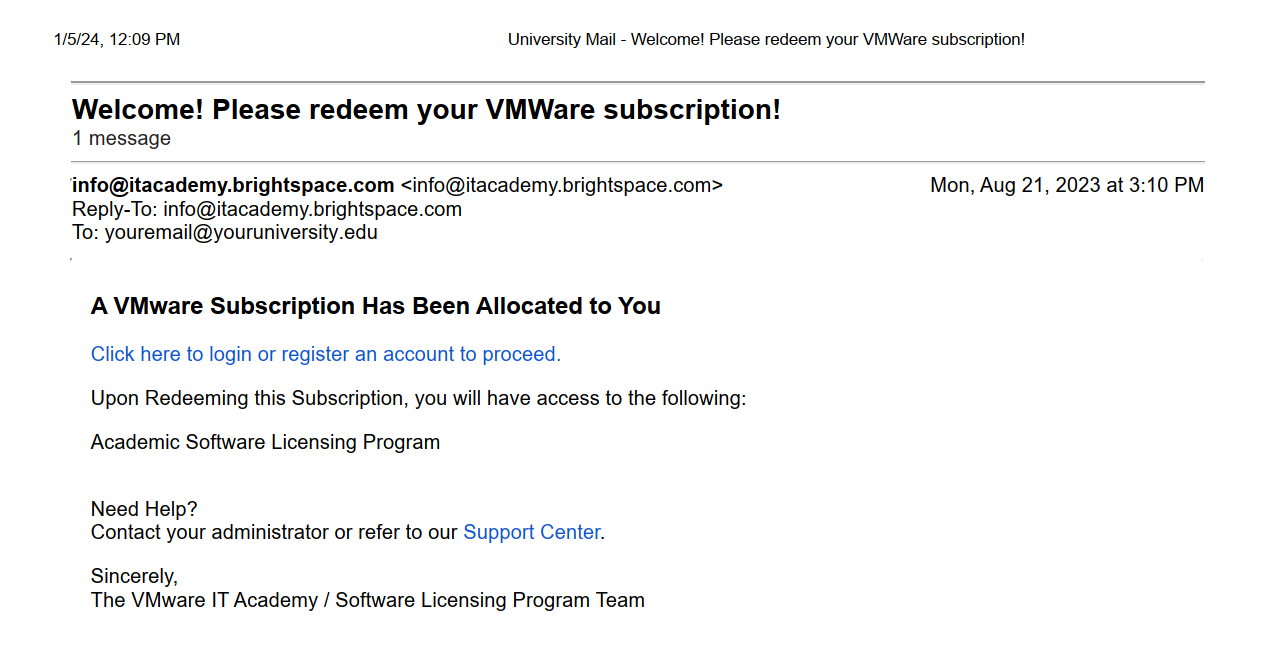 1/5/24, 12:09 PM University Mail - Welcome! Please redeem your VMWare subscription!
Welcome! Please redeem your VMWare subscription!
1 message
info@itacademy.brightspace.com <info@itacademy.brightspace.com> Mon, Aug 21, 2023 at 3:10 PM
Reply-To: info@itacademy.brightspace.com
To: youremail@youruniversity.edu
A VMware Subscription Has Been Allocated to You
Click here to login or register an account to proceed.
Upon Redeeming this Subscription, you will have access to the following:
Academic Software Licensing Program
Need Help?
Contact your administrator or refer to our Support Center.
Sincerely,
The VMware IT Academy / Software Licensing Program Team